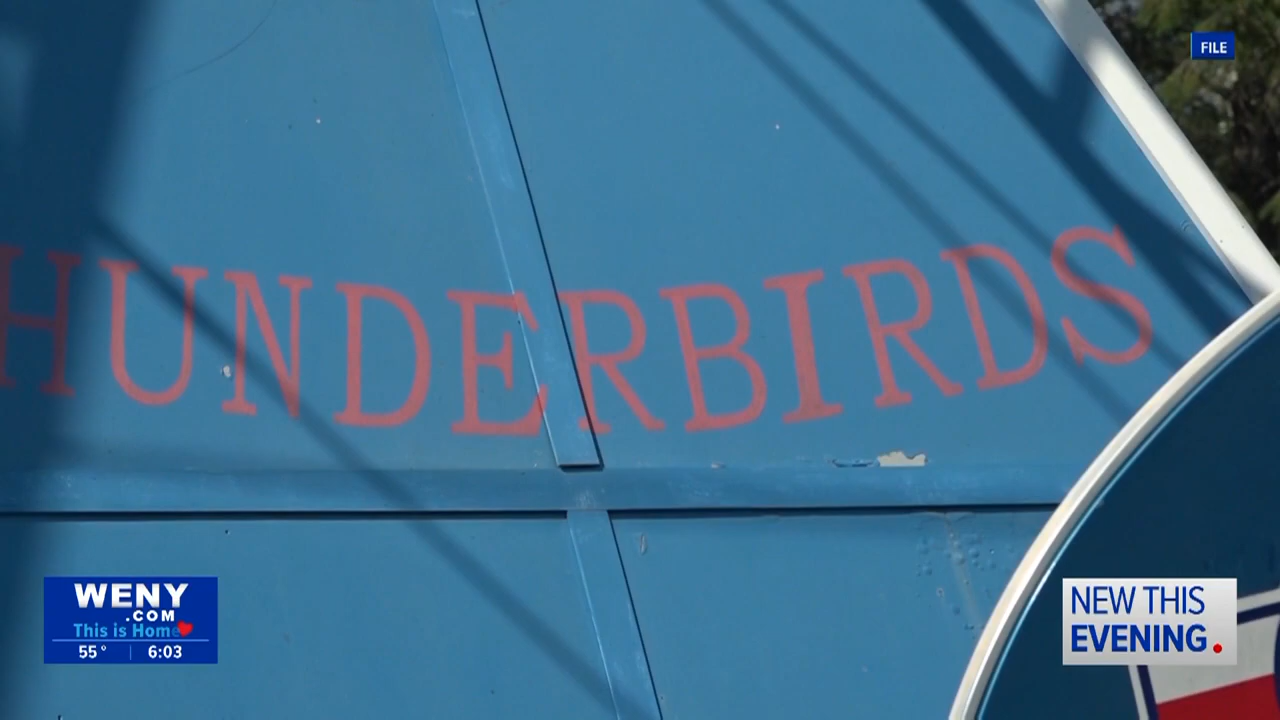 FILE
HUNDERBIRDS
WENY
.COM
This is Home
55° 6:03
NEW THIS
EVENING.